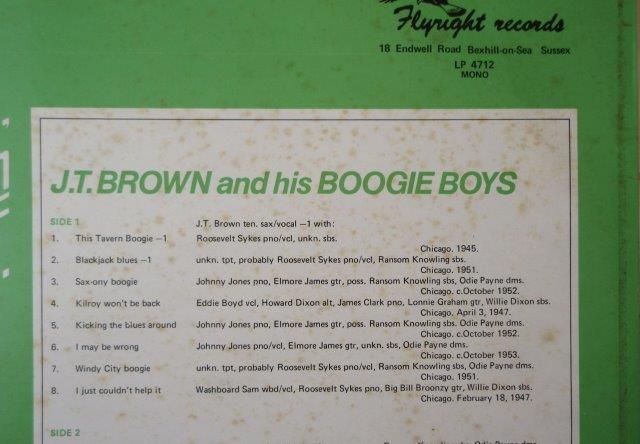 Flyright records
18 Endwell Road Bexhill-on-Sea Sussex
LP 4712
MONO
J.T. BROWN and his BOOGIE BOYS
SIDE 1 J.T. Brown ten. sax/vocal —1 with:
1. This Tavern Boogie —1 Roosevelt Sykes pno/vcl, unkn. sbs.
Chicago. 1945.
2. Blackjack blues —1 unkn. tpt, probably Roosevelt Sykes pno/vcl, Ransom Knowling sbs.
Chicago. 1951.
3. Sax-ony boogie Johnny Jones pno, Elmore James gtr, poss. Ransom Knowling sbs, Odie Payne dms.
Chicago. c.October 1952.
4. Kilroy won't be back Eddie Boyd vcl, Howard Dixon alt, James Clark pno, Lonnie Graham gtr, Willie Dixon sbs.
Chicago, April 3, 1947.
5. Kicking the blues around Johnny Jones pno, Elmore James gtr, poss. Ransom Knowling sbs. Odie Payne dms.
Chicago. c.October 1952.
6. I may be wrong Johnny Jones pno/vcl, Elmore James gtr, unkn. sbs, Odie Payne dms.
Chicago. c.October 1953.
7. Windy City boogie unkn. tpt, probably Roosevelt Sykes pno/vcl, Ransom Knowling sbs, Odie Payne dms.
Chicago. 1951.
8. I just couldn't help it Washboard Sam wbd/vcl, Roosevelt Sykes pno, Big Bill Broonzy gtr, Willie Dixon sbs.
Chicago. February 18, 1947.
SIDE 2